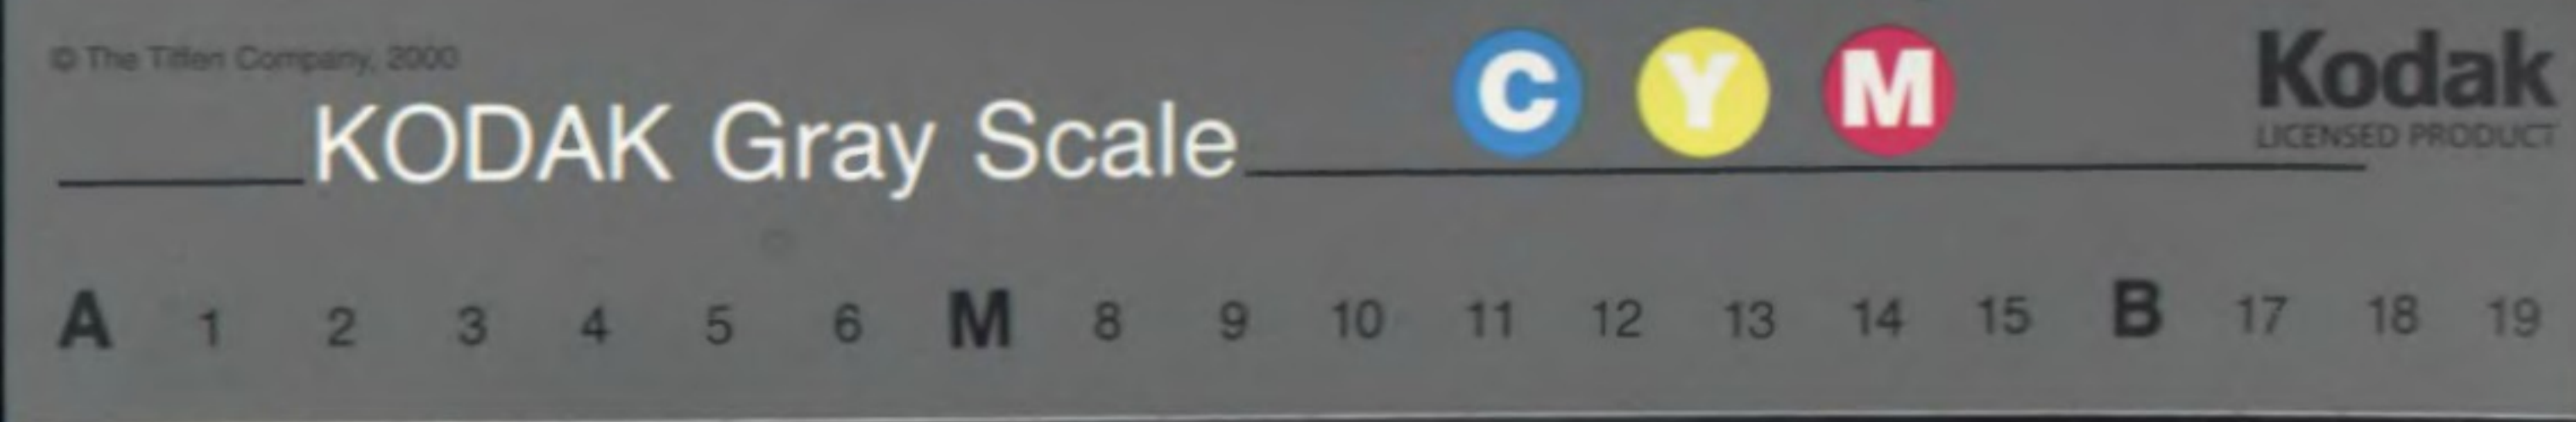 © The Tiffen Company, 2000
KODAK Gray Scale
C Y M
Kodak
LICENSED PRODUCT
A 1 2 3 4 5 6 M 8 9 10 11 12 13 14 15 B 17 18 19